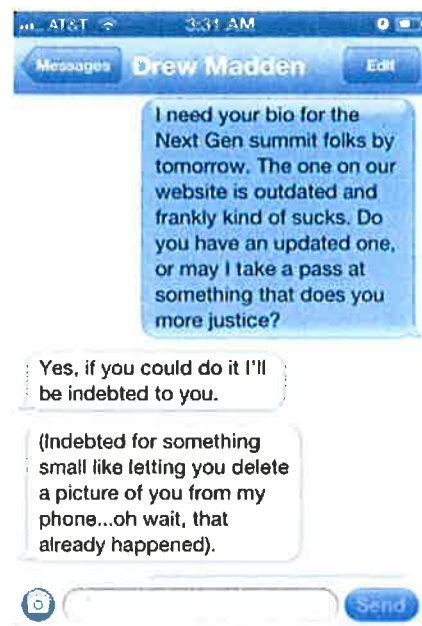 AT&T 3:31 AM
Messages Drew Madden Edit
I need your bio for the
Next Gen summit folks by
tomorrow. The one on our
website is outdated and
frankly kind of sucks. Do
you have an updated one,
or may I take a pass at
something that does you
more justice?
Yes, if you could do it I'll
be indebted to you.
(Indebted for something
small like letting you delete
a picture of you from my
phone...oh wait, that
already happened).
Send